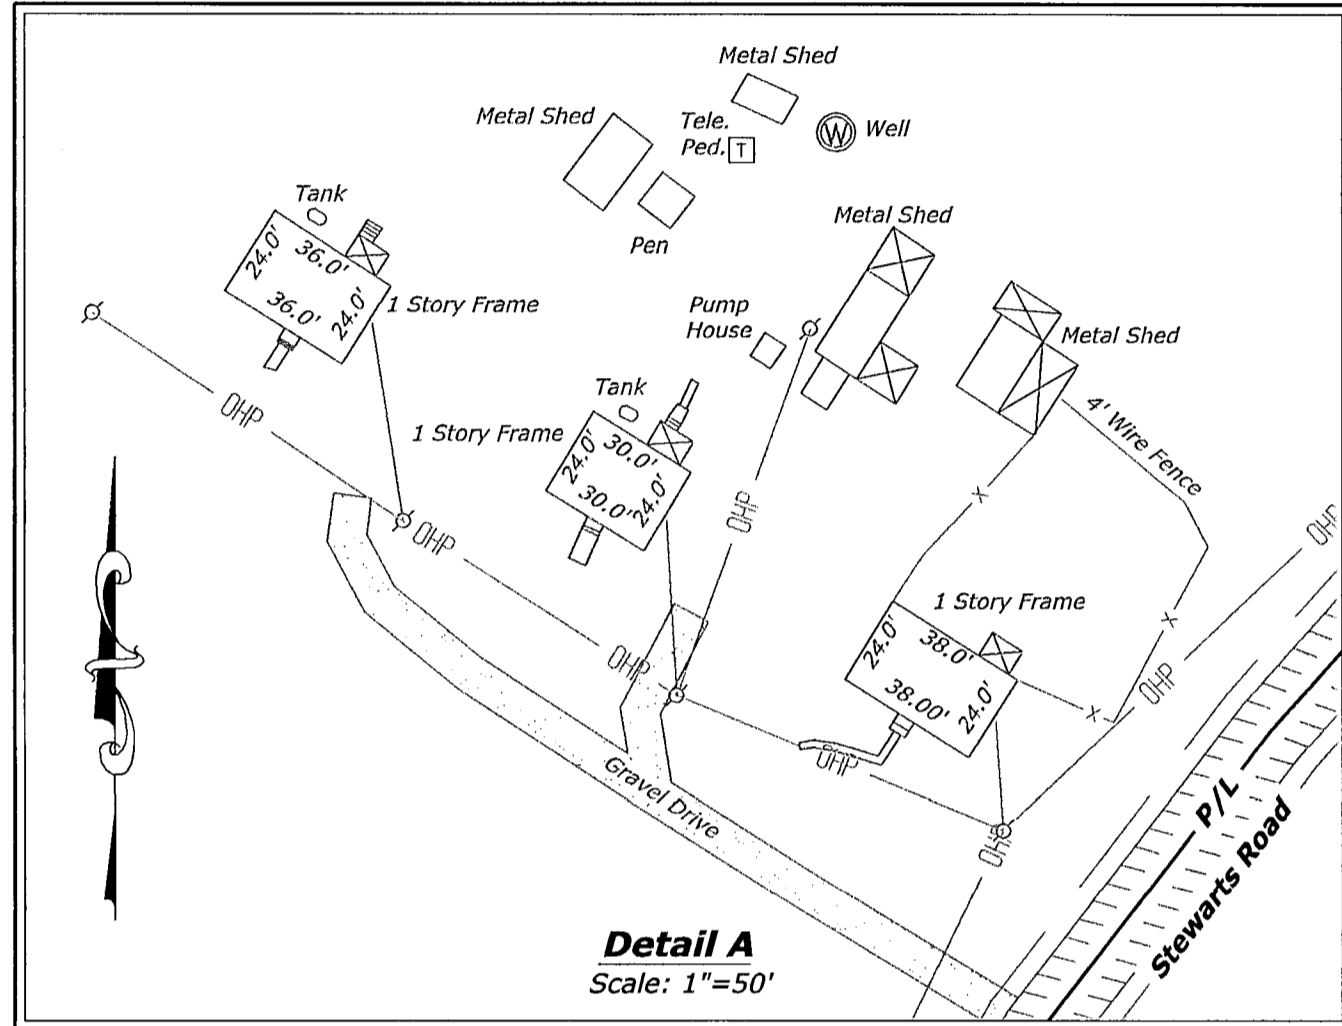 Metal Shed
Metal Shed
Tele.
Ped.
T
W
Well
Pen
Tank
24.0'
36.0'
36.0'
24.0'
1 Story Frame
Metal Shed
Pump
House
Metal Shed
4' Wire Fence
OHP
Tank
1 Story Frame
24.0'
30.0'
30.0'
24.0'
OHP
OHP
OHP
X
X
X
1 Story Frame
24.0'
38.0'
38.00'
24.0'
OHP
OHP
OHP
OHP
Gravel Drive
P/L
Stewarts Road
Detail A
Scale: 1"=50'